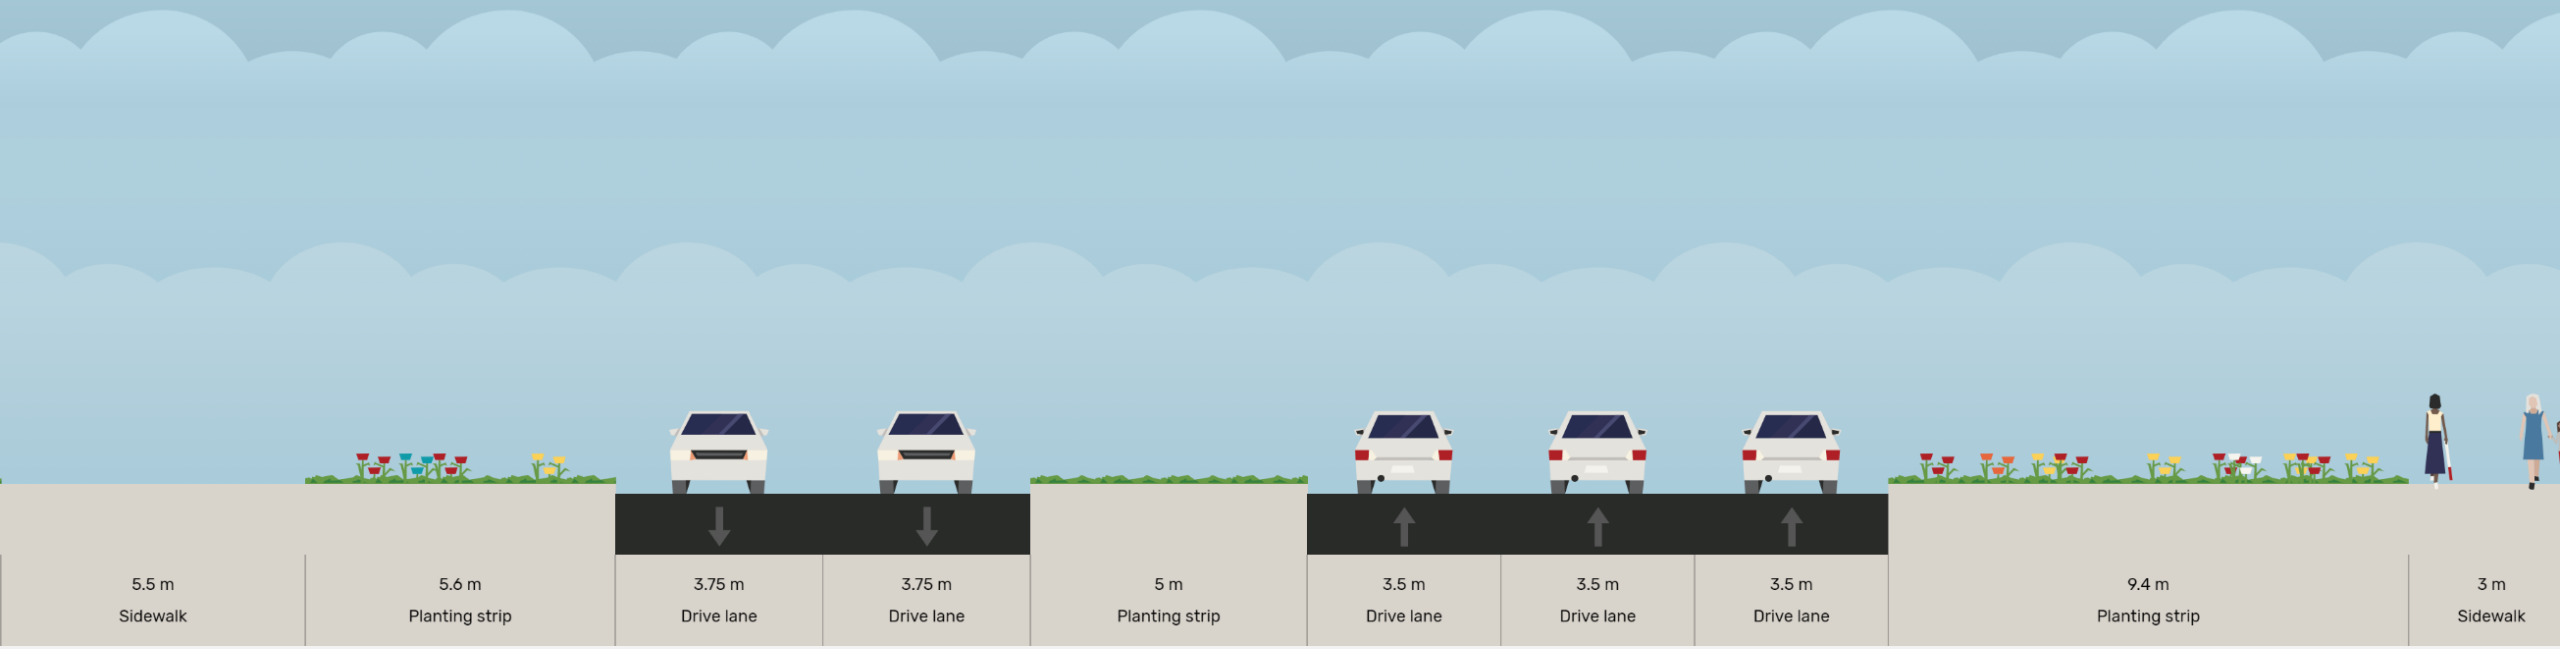 5.5 m
Sidewalk
5.6 m
Planting strip
3.75 m
Drive lane
3.75 m
Drive lane
5 m
Planting strip
3.5 m
Drive lane
3.5 m
Drive lane
3.5 m
Drive lane
9.4 m
Planting strip
3 m
Sidewalk